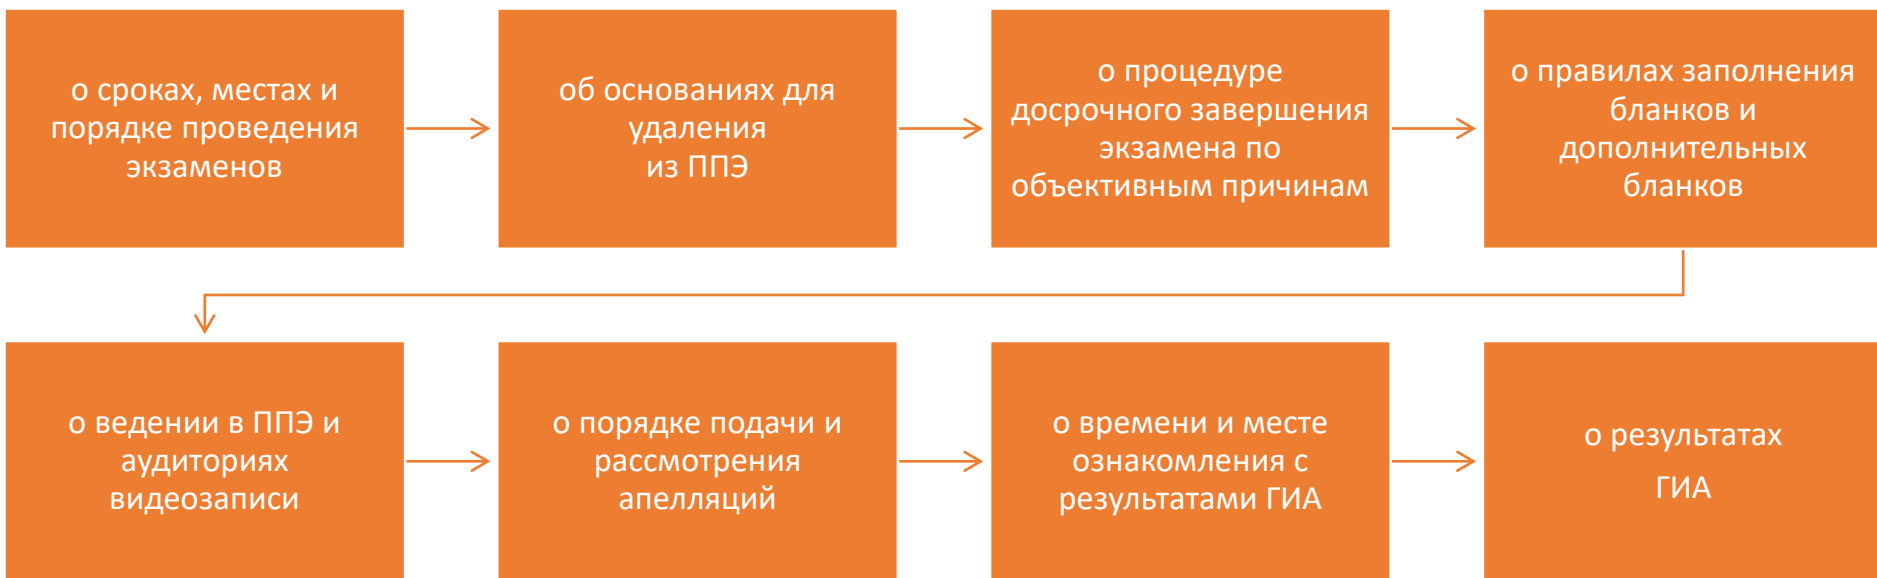 о сроках, местах и
порядке проведения
экзаменов
об основаниях для
удаления
из ППЭ
о процедуре
досрочного завершения
экзамена по
объективным причинам
о правилах заполнения
бланков и
дополнительных
бланков
о ведении в ППЭ и
аудиториях
видеозаписи
о порядке подачи и
рассмотрения
апелляций
о времени и месте
ознакомления с
результатами ГИА
о результатах
ГИА